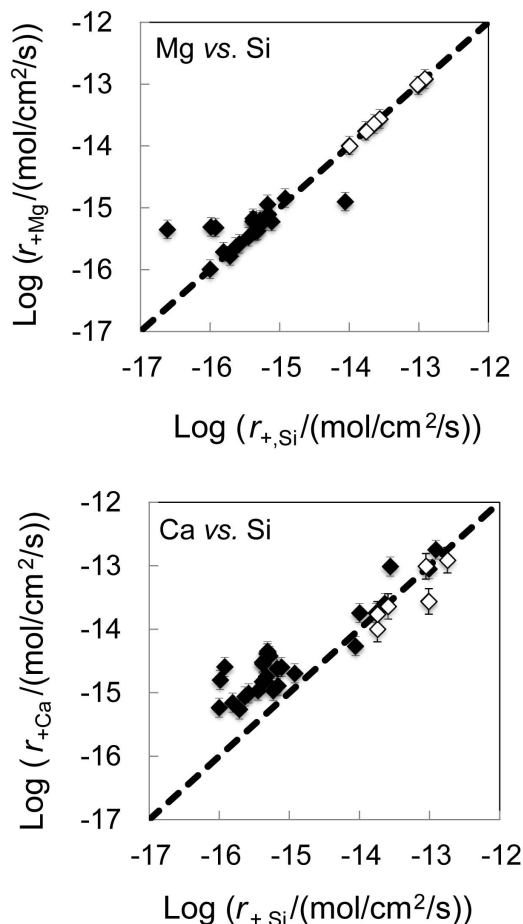 Mg vs. Si
Log (r+Mg/(mol/cm²/s))
-12
-13
-14
-15
-16
-17
-17 -16 -15 -14 -13 -12
Log (r+,Si/(mol/cm²/s))
Ca vs. Si
Log ( r+Ca/(mol/cm²/s))
-12
-13
-14
-15
-16
-17
-17 -16 -15 -14 -13 -12
Log (r+,Si/(mol/cm²/s))